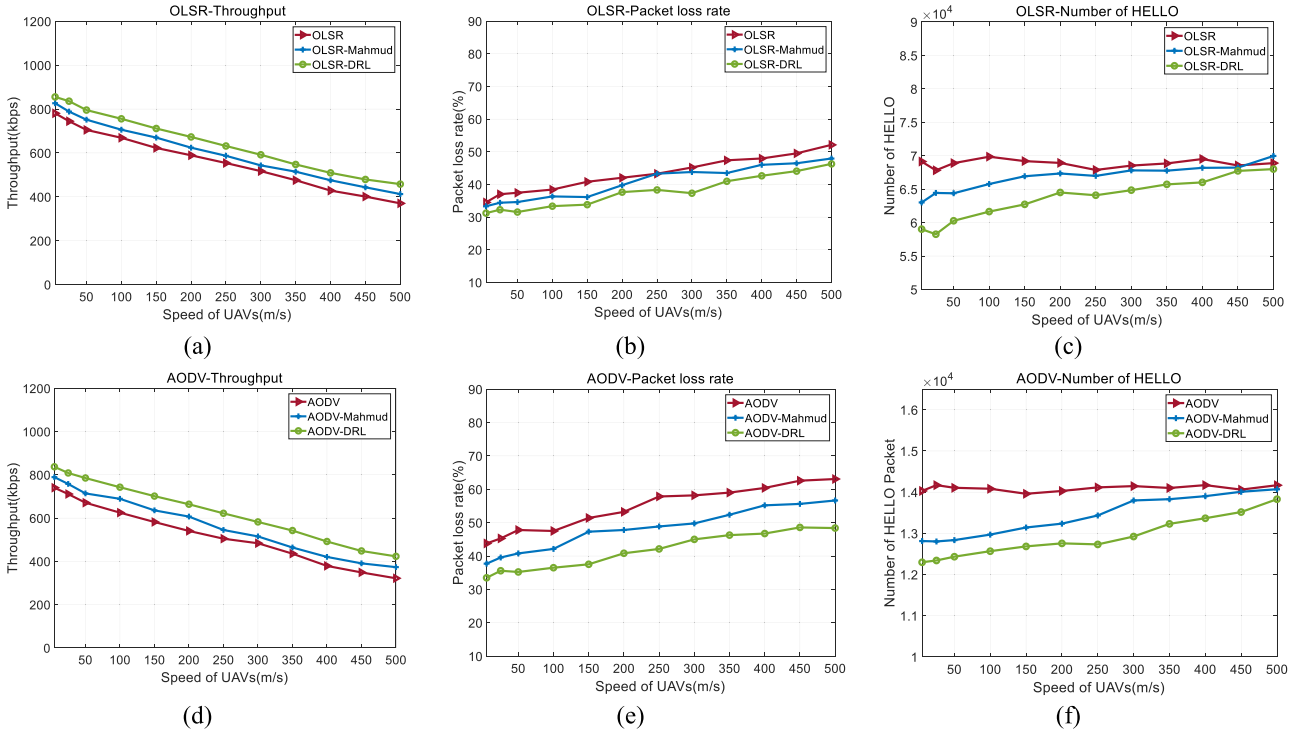 OLSR-Throughput
OLSR
OLSR-Mahmud
OLSR-DRL
1200
1000
800
600
400
200
0
Throughput(kbps)
50 100 150 200 250 300 350 400 450 500
Speed of UAVs(m/s)
(a)
OLSR-Packet loss rate
OLSR
OLSR-Mahmud
OLSR-DRL
90
80
70
60
50
40
30
20
10
Packet loss rate(%)
50 100 150 200 250 300 350 400 450 500
Speed of UAVs(m/s)
(b)
OLSR-Number of HELLO
×10⁴
OLSR
OLSR-Mahmud
OLSR-DRL
9
8.5
8
7.5
7
6.5
6
5.5
5
Number of HELLO
50 100 150 200 250 300 350 400 450 500
Speed of UAVs(m/s)
(c)
AODV-Throughput
AODV
AODV-Mahmud
AODV-DRL
1200
1000
800
600
400
200
0
Throughput(kbps)
50 100 150 200 250 300 350 400 450 500
Speed of UAVs(m/s)
(d)
AODV-Packet loss rate
AODV
AODV-Mahmud
AODV-DRL
90
80
70
60
50
40
30
20
10
Packet loss rate(%)
50 100 150 200 250 300 350 400 450 500
Speed of UAVs(m/s)
(e)
AODV-Number of HELLO
×10⁴
AODV
AODV-Mahmud
AODV-DRL
1.6
1.5
1.4
1.3
1.2
1.1
1
Number of HELLO Packet
50 100 150 200 250 300 350 400 450 500
Speed of UAVs(m/s)
(f)